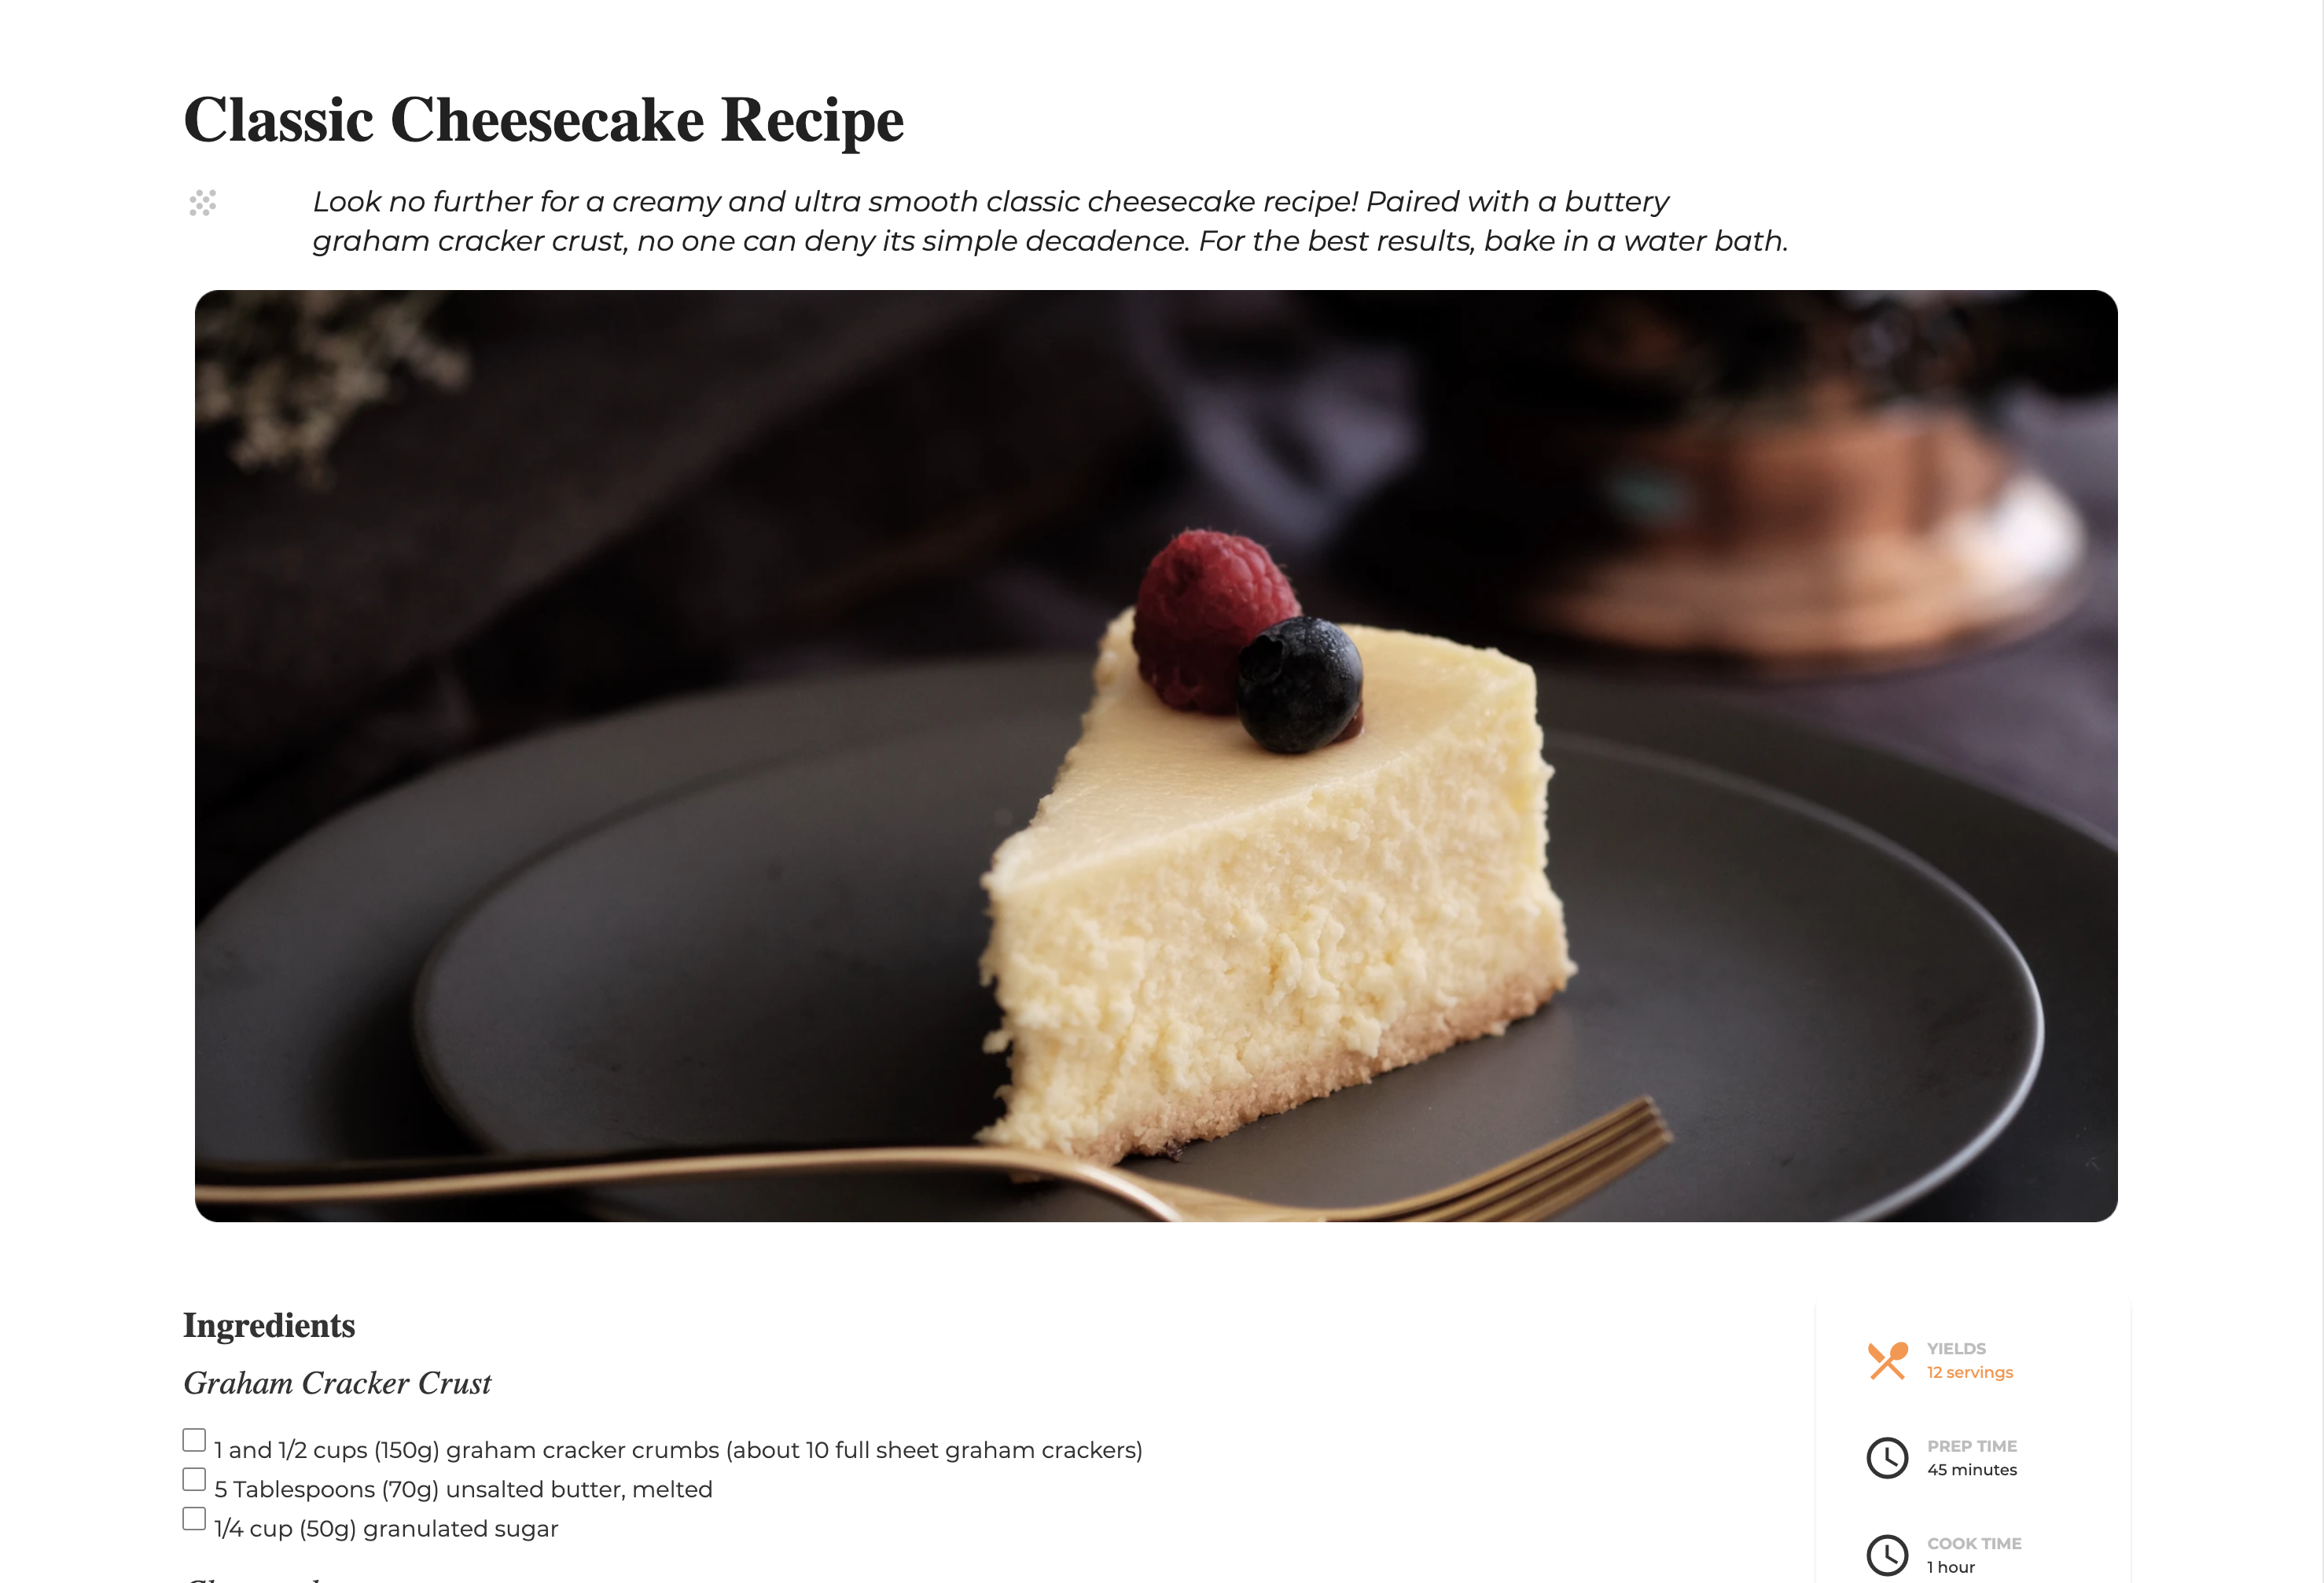 Classic Cheesecake Recipe
Look no further for a creamy and ultra smooth classic cheesecake recipe! Paired with a buttery
graham cracker crust, no one can deny its simple decadence. For the best results, bake in a water bath.
Ingredients
Graham Cracker Crust
1 and 1/2 cups (150g) graham cracker crumbs (about 10 full sheet graham crackers)
5 Tablespoons (70g) unsalted butter, melted
1/4 cup (50g) granulated sugar
YIELDS
12 servings
PREP TIME
45 minutes
COOK TIME
1 hour